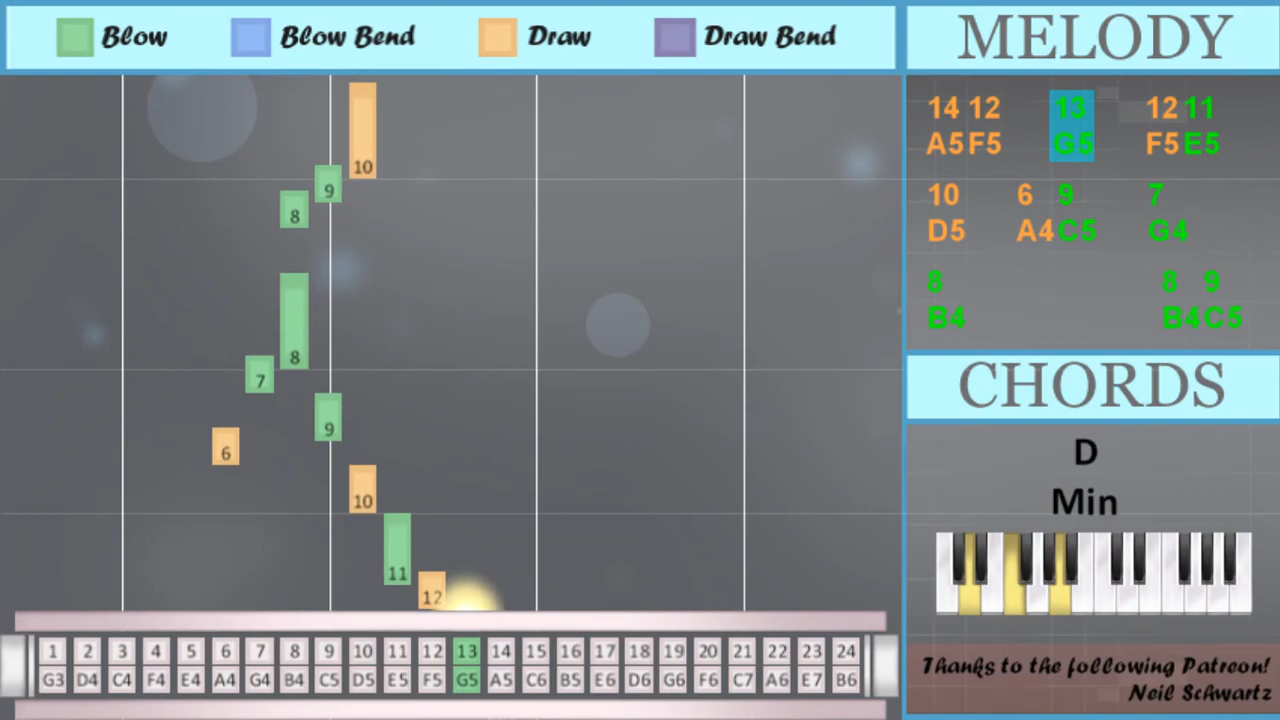 Blow Blow Bend Draw Draw Bend
MELODY
14 12 13 12 11
A5 F5 G5 F5 E5
10 6 9 7
D5 A4 C5 G4
8 8 9
B4 B4 C5
CHORDS
D
Min
10
9
8
8
7
9
6
10
11
12
1 2 3 4 5 6 7 8 9 10 11 12 13 14 15 16 17 18 19 20 21 22 23 24
G3 D4 C4 F4 E4 A4 G4 B4 C5 D5 E5 F5 G5 A5 C6 B5 E6 D6 G6 F6 C7 A6 E7 B6
Thanks to the following Patreon!
Neil Schwartz